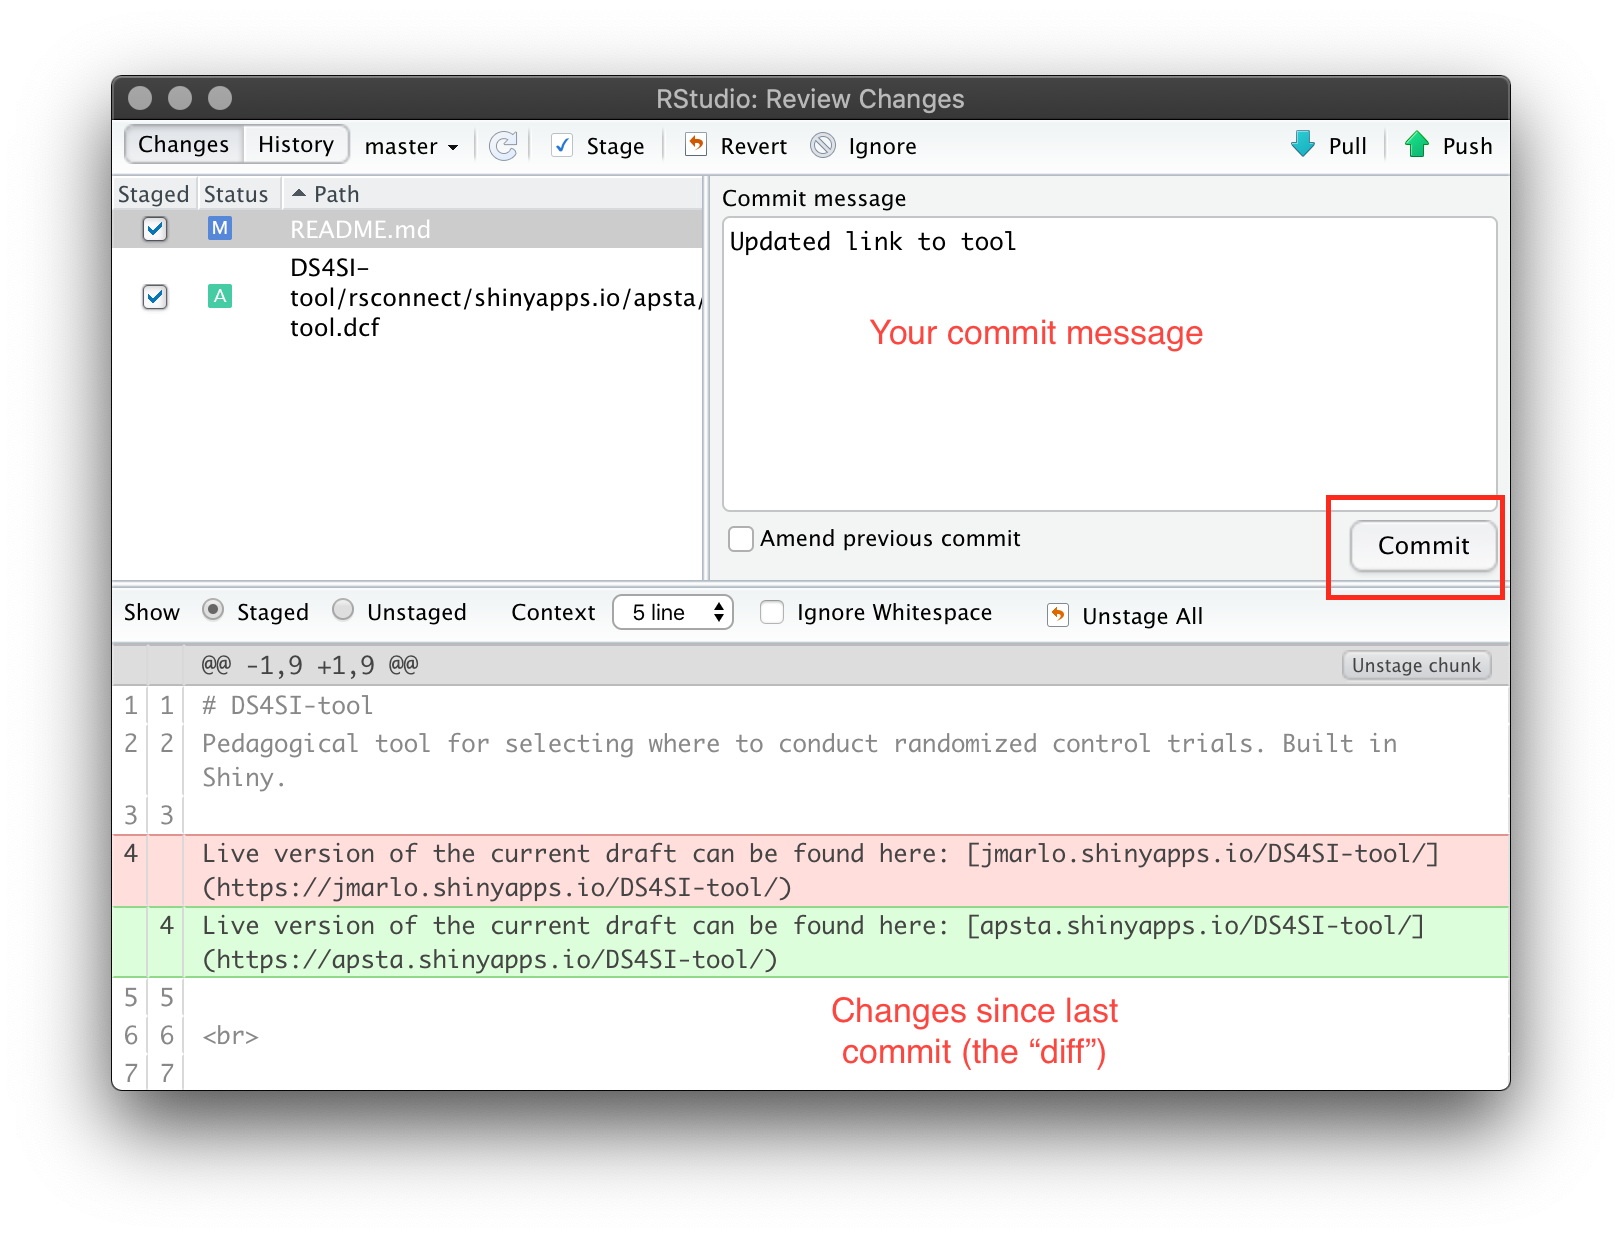 RStudio: Review Changes
Changes History master Stage Revert Ignore Pull Push
Staged Status Path
M README.md
A DS4SI-
tool/rsconnect/shinyapps.io/apsta/
tool.dcf
Commit message
Updated link to tool
Your commit message
Amend previous commit
Commit
Show Staged Unstaged Context 5 line Ignore Whitespace Unstage All
@@ -1,9 +1,9 @@ Unstage chunk
1 1 # DS4SI-tool
2 2 Pedagogical tool for selecting where to conduct randomized control trials. Built in
Shiny.
3 3
4 Live version of the current draft can be found here: [jmarlo.shinyapps.io/DS4SI-tool/]
(https://jmarlo.shinyapps.io/DS4SI-tool/)
4 Live version of the current draft can be found here: [apsta.shinyapps.io/DS4SI-tool/]
(https://apsta.shinyapps.io/DS4SI-tool/)
5 5
6 6 <br>
7 7
Changes since last
commit (the “diff”)